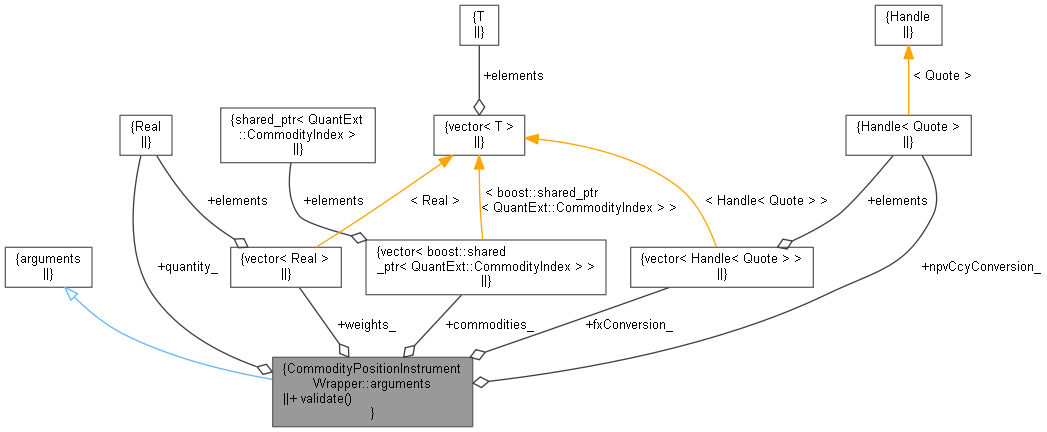 {T
||}
{Handle
||}
+elements
< Quote >
{Real
||}
{shared_ptr< QuantExt
::CommodityIndex >
||}
{vector< T >
||}
{Handle< Quote >
||}
+elements
+elements
< Real >
< boost::shared_ptr
< QuantExt::CommodityIndex > >
< Handle< Quote > >
+elements
{arguments
||}
+quantity_
{vector< Real >
||}
{vector< boost::shared
_ptr< QuantExt::CommodityIndex > >
||}
{vector< Handle< Quote > >
||}
+npvCcyConversion_
+weights_
+commodities_
+fxConversion_
{CommodityPositionInstrument
Wrapper::arguments
||+ validate()
}